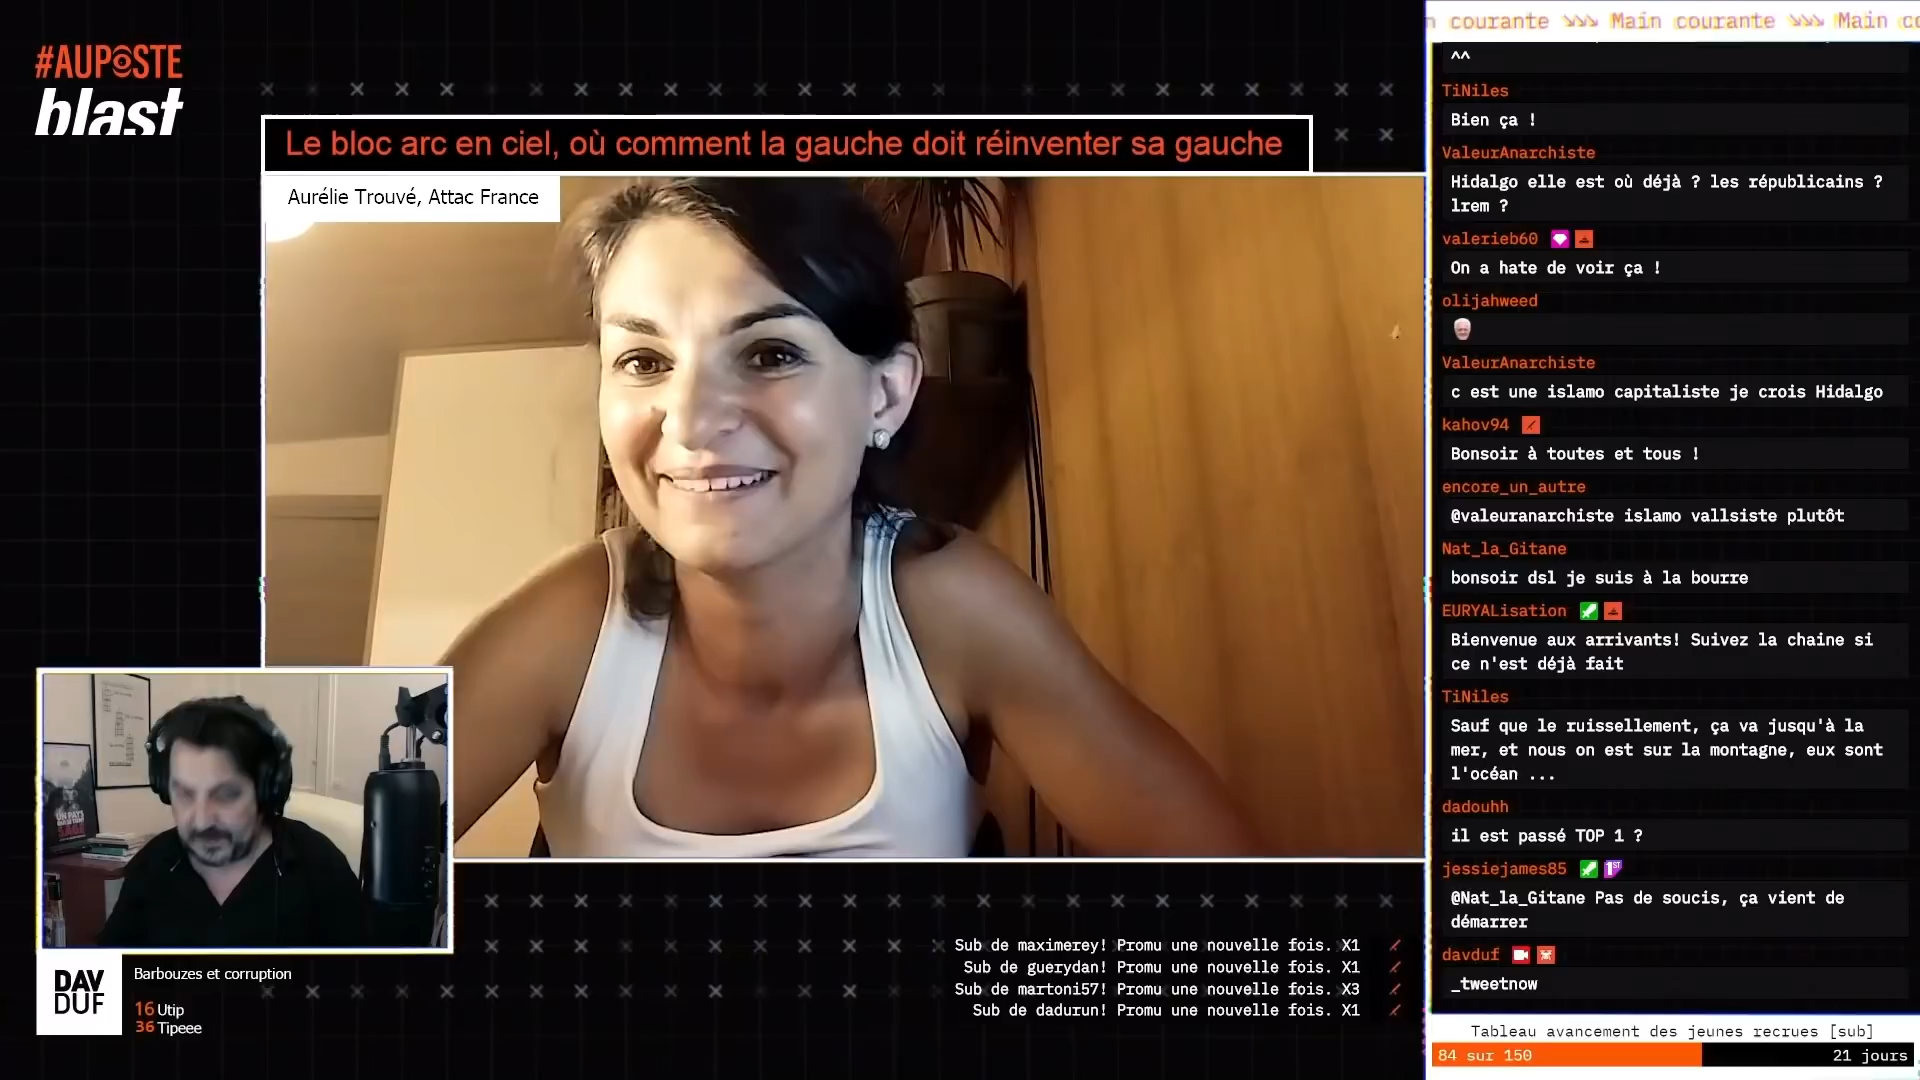 #AUPOSTE
blast
Le bloc arc en ciel, où comment la gauche doit réinventer sa gauche
Aurélie Trouvé, Attac France
UN PAYS
SAGE
DAV
DUF
Barbouzes et corruption
16 Utip
36 Tipeee
Sub de maximerey! Promu une nouvelle fois. X1
Sub de guerydan! Promu une nouvelle fois. X1
Sub de martoni57! Promu une nouvelle fois. X3
Sub de dadurun! Promu une nouvelle fois. X1
n courante >>> Main courante >>> Main co
^^
TiNiles
Bien ça !
ValeurAnarchiste
Hidalgo elle est où déjà ? les républicains ?
lrem ?
valerieb60
On a hate de voir ça !
olijahweed
ValeurAnarchiste
c est une islamo capitaliste je crois Hidalgo
kahov94
Bonsoir à toutes et tous !
encore_un_autre
@valeuranarchiste islamo vallsiste plutôt
Nat_la_Gitane
bonsoir dsl je suis à la bourre
EURYALisation
Bienvenue aux arrivants! Suivez la chaine si
ce n'est déjà fait
TiNiles
Sauf que le ruissellement, ça va jusqu'à la
mer, et nous on est sur la montagne, eux sont
l'océan ...
dadouhh
il est passé TOP 1 ?
jessiejames85 1ST
@Nat_la_Gitane Pas de soucis, ça vient de
démarrer
davduf
_tweetnow
Tableau avancement des jeunes recrues [sub]
84 sur 150 21 jours